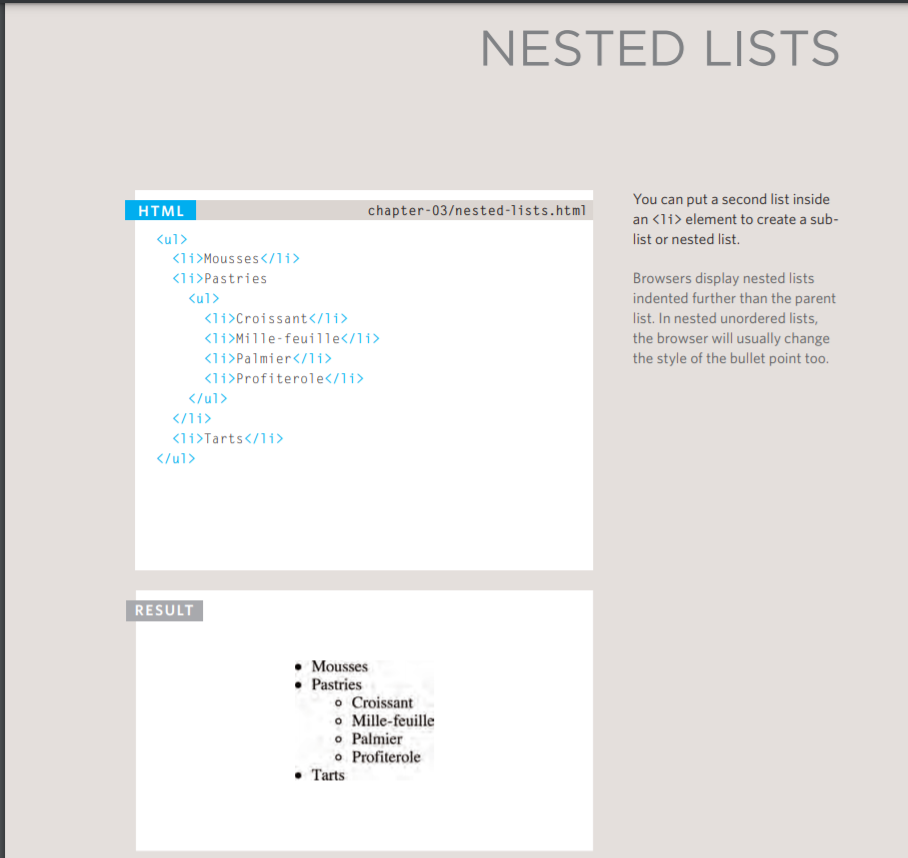 NESTED LISTS
HTML
chapter-03/nested-lists.html
<ul>
<li>Mousses</li>
<li>Pastries
<ul>
<li>Croissant</li>
<li>Mille-feuille</li>
<li>Palmier</li>
<li>Profiterole</li>
</ul>
</li>
<li>Tarts</li>
</ul>
You can put a second list inside
an <li> element to create a sub-
list or nested list.
Browsers display nested lists
indented further than the parent
list. In nested unordered lists,
the browser will usually change
the style of the bullet point too.
RESULT
• Mousses
• Pastries
◦ Croissant
◦ Mille-feuille
◦ Palmier
◦ Profiterole
• Tarts